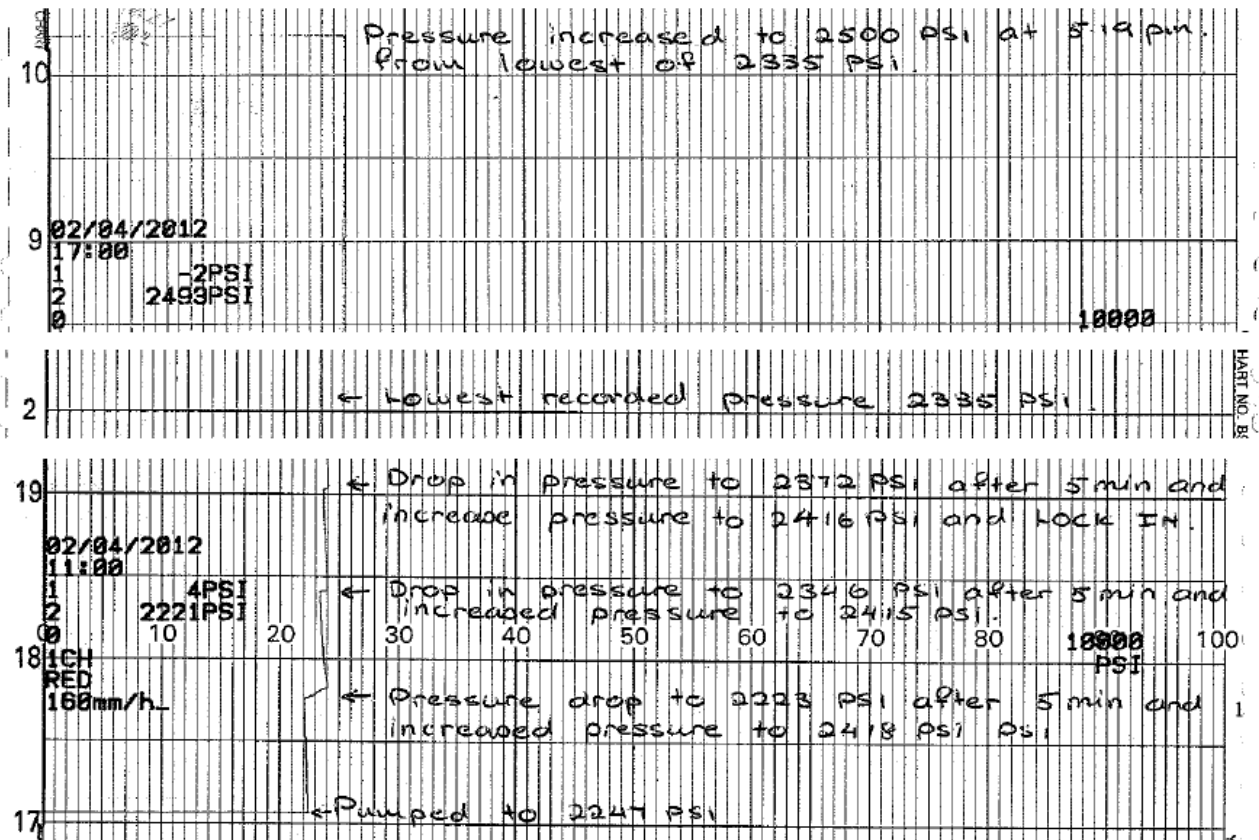 Pressure increased to 2500 psi at 5.19 pm.
from lowest of 2335 psi.
10
9
02/04/2012
17:00
1 -2PSI
2 2493PSI
0 10000
2
← Lowest recorded pressure 2335 psi.
HART NO.
19
← Drop in pressure to 2372 psi after 5 min and
increase pressure to 2416 psi and LOCK IN.
02/04/2012
11:00
1 4PSI
2 2221PSI
← Drop in pressure to 2346 psi after 5 min and
increased pressure to 2415 psi.
0 10 20 30 40 50 60 70 80 100
0 10000
18
1CH PSI
RED
160mm/h_
← Pressure drop to 2223 psi after 5 min and
increased pressure to 2418 psi psi
17
← Pumped to 2247 psi